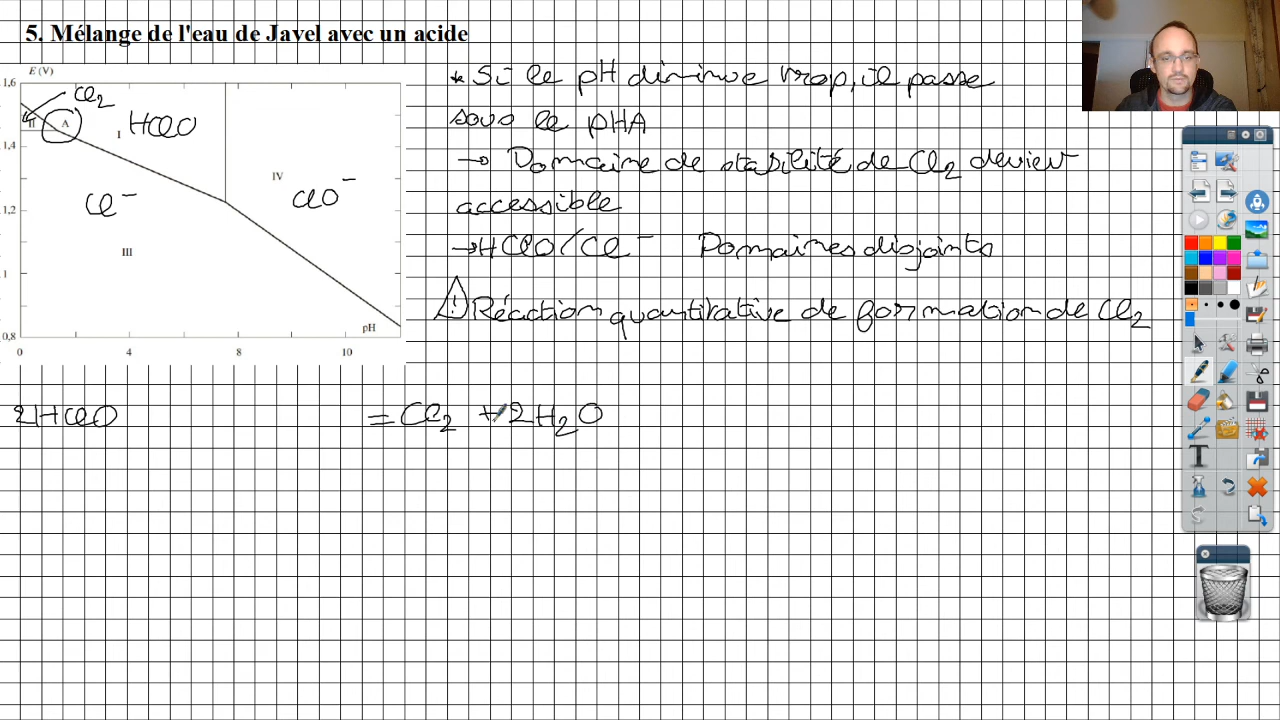 5. Mélange de l'eau de Javel avec un acide
E (V)
1,6
1,4
1,2
1
0,8
0
4
8
10
pH
Cl2
II
A
I
HClO
IV
Cl-
ClO-
III
* Si le pH diminue trop, il passe
sous le pHA
→ Domaine de stabilité de Cl2 devient
accessible
→ HClO/Cl- Domaines disjoints
⚠ Réaction quantitative de formation de Cl2
2HClO = Cl2 + 2H2O
T